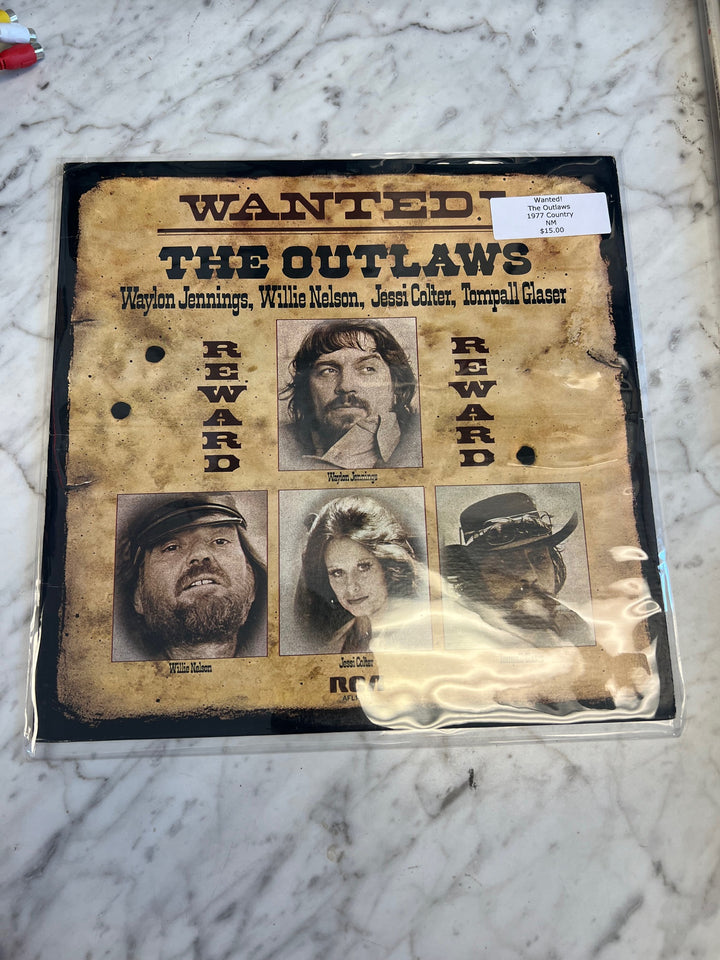 WANTED!
Wanted!
The Outlaws
1977 Country
NM
$15.00
THE OUTLAWS
Waylon Jennings, Willie Nelson, Jessi Colter, Tompall Glaser
REWARD
REWARD
Waylon Jennings
Willie Nelson
Jessi Colter
RCA